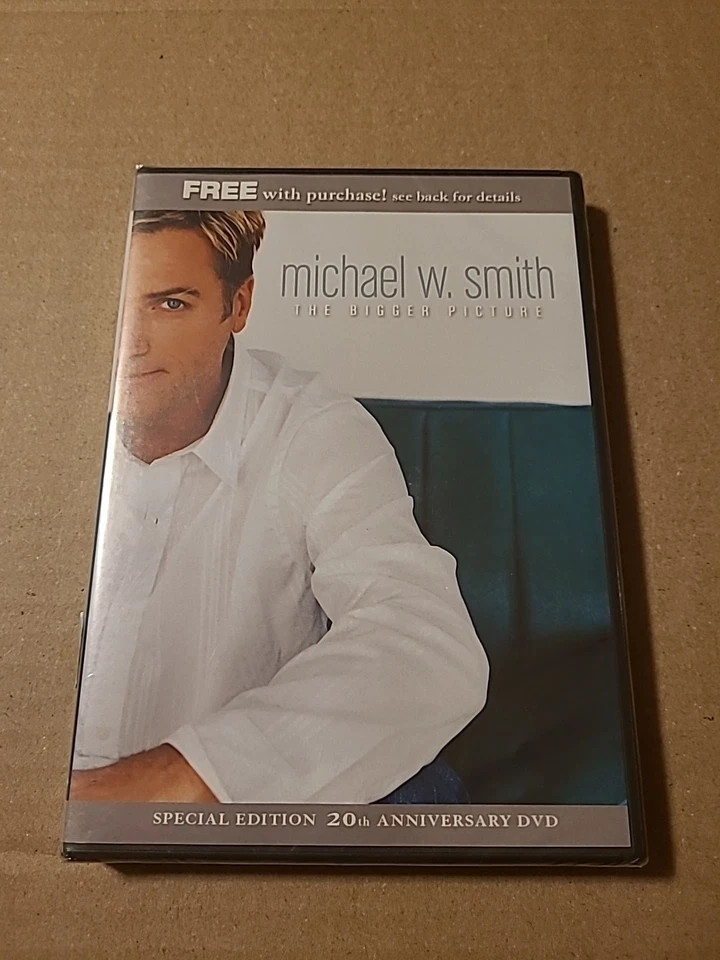 FREE with purchase! see back for details
michael w. smith
THE BIGGER PICTURE
SPECIAL EDITION 20th ANNIVERSARY DVD